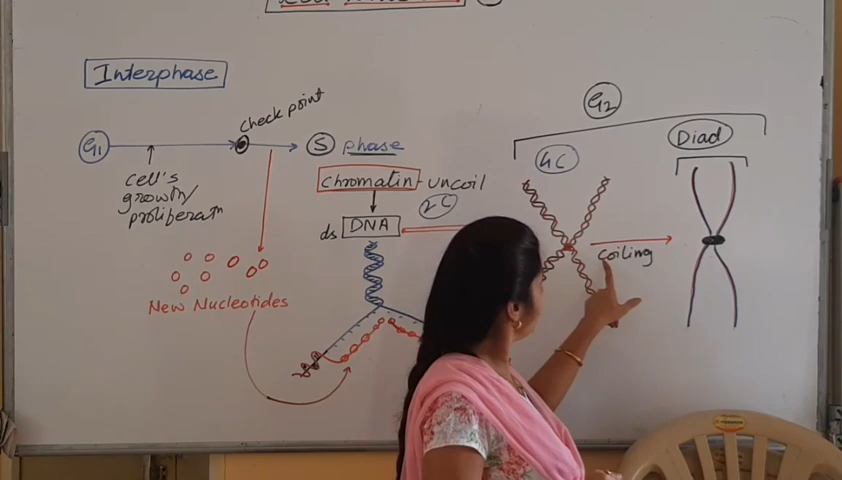 Interphase
G1
check point
S phase
cell's
growth/
proliferatn
chromatin - uncoil
2C
ds DNA
New Nucleotides
G2
4C
Diad
coiling